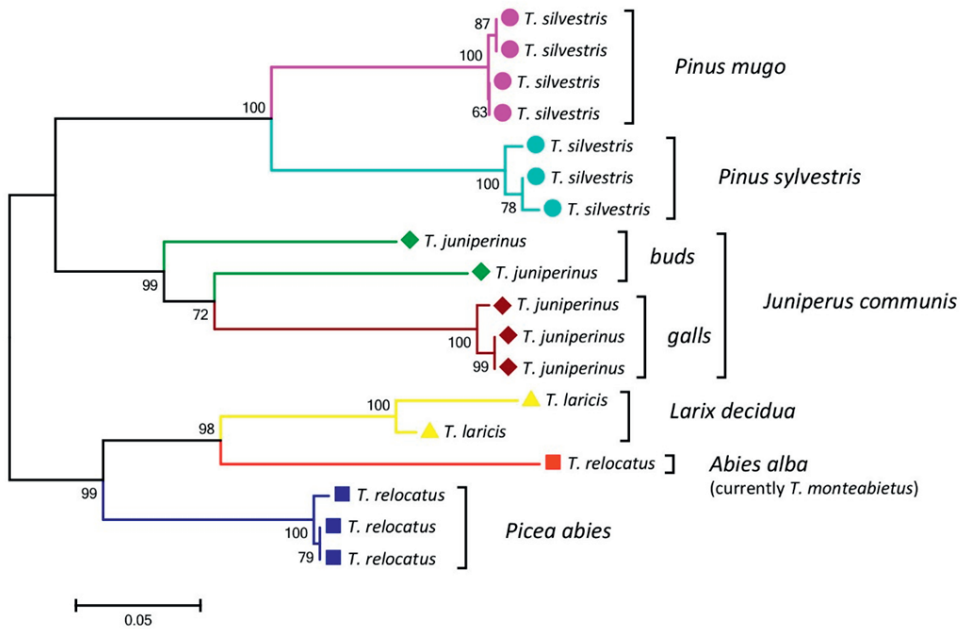 87
T. silvestris
T. silvestris
100
T. silvestris
63
T. silvestris
Pinus mugo
100
T. silvestris
100
T. silvestris
78
T. silvestris
Pinus sylvestris
T. juniperinus
99
T. juniperinus
buds
72
T. juniperinus
100
T. juniperinus
99
T. juniperinus
galls
Juniperus communis
100
T. laricis
T. laricis
Larix decidua
98
T. relocatus
Abies alba
(currently T. monteabietus)
99
T. relocatus
100
T. relocatus
79
T. relocatus
Picea abies
0.05